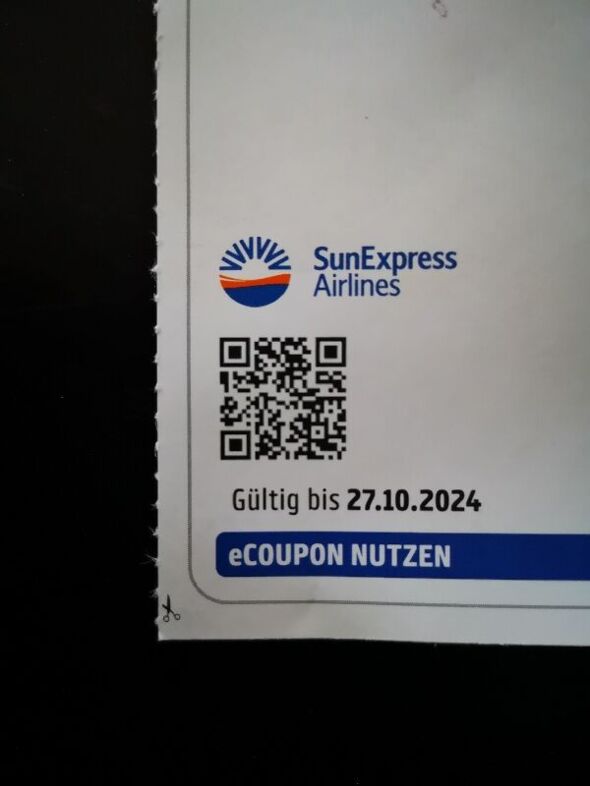 SunExpress
Airlines
Gültig bis 27.10.2024
eCOUPON NUTZEN